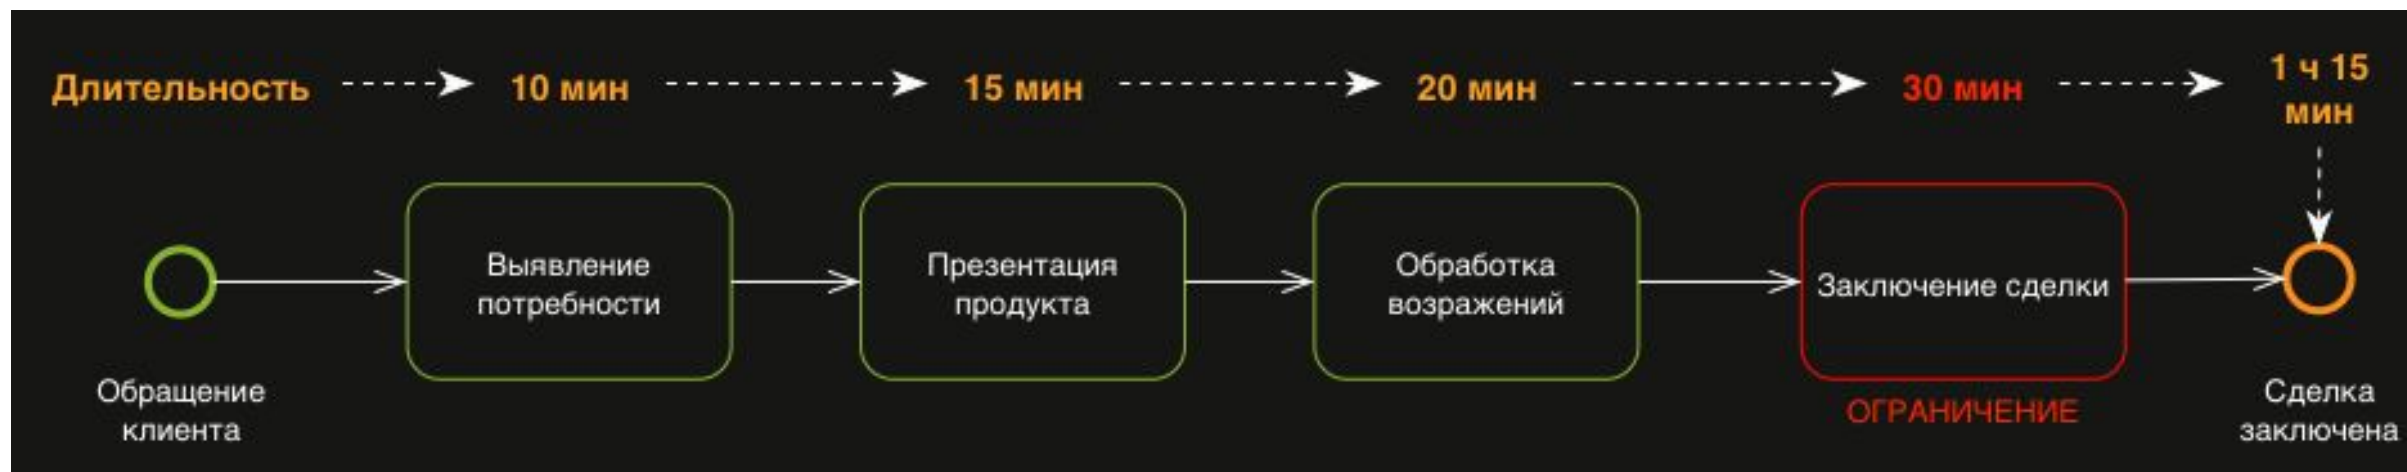 Длительность
10 мин
15 мин
20 мин
30 мин
1 ч 15
мин
Выявление
потребности
Презентация
продукта
Обработка
возражений
Заключение сделки
Обращение
клиента
ОГРАНИЧЕНИЕ
Сделка
заключена